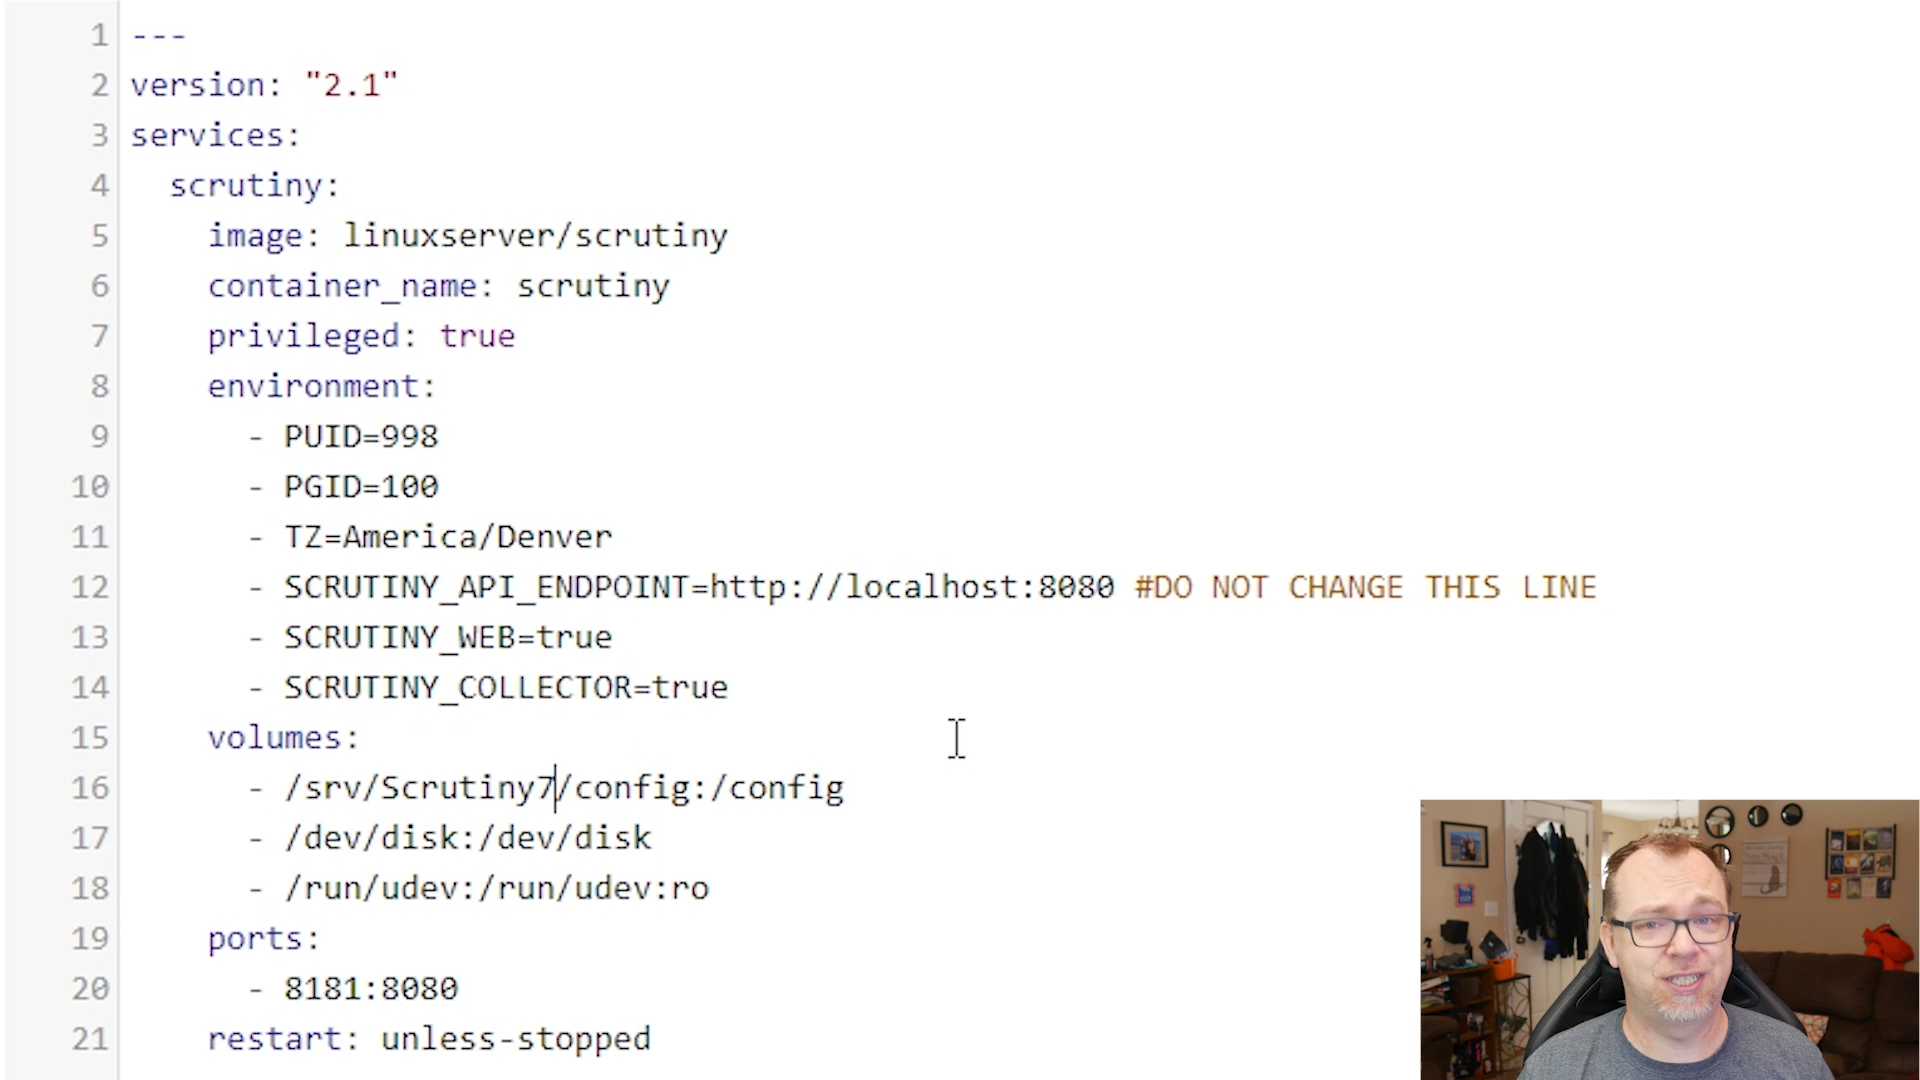 1 ---
2 version: "2.1"
3 services:
4   scrutiny:
5     image: linuxserver/scrutiny
6     container_name: scrutiny
7     privileged: true
8     environment:
9       - PUID=998
10       - PGID=100
11       - TZ=America/Denver
12       - SCRUTINY_API_ENDPOINT=http://localhost:8080 #DO NOT CHANGE THIS LINE
13       - SCRUTINY_WEB=true
14       - SCRUTINY_COLLECTOR=true
15     volumes:
16       - /srv/Scrutiny7/config:/config
17       - /dev/disk:/dev/disk
18       - /run/udev:/run/udev:ro
19     ports:
20       - 8181:8080
21     restart: unless-stopped